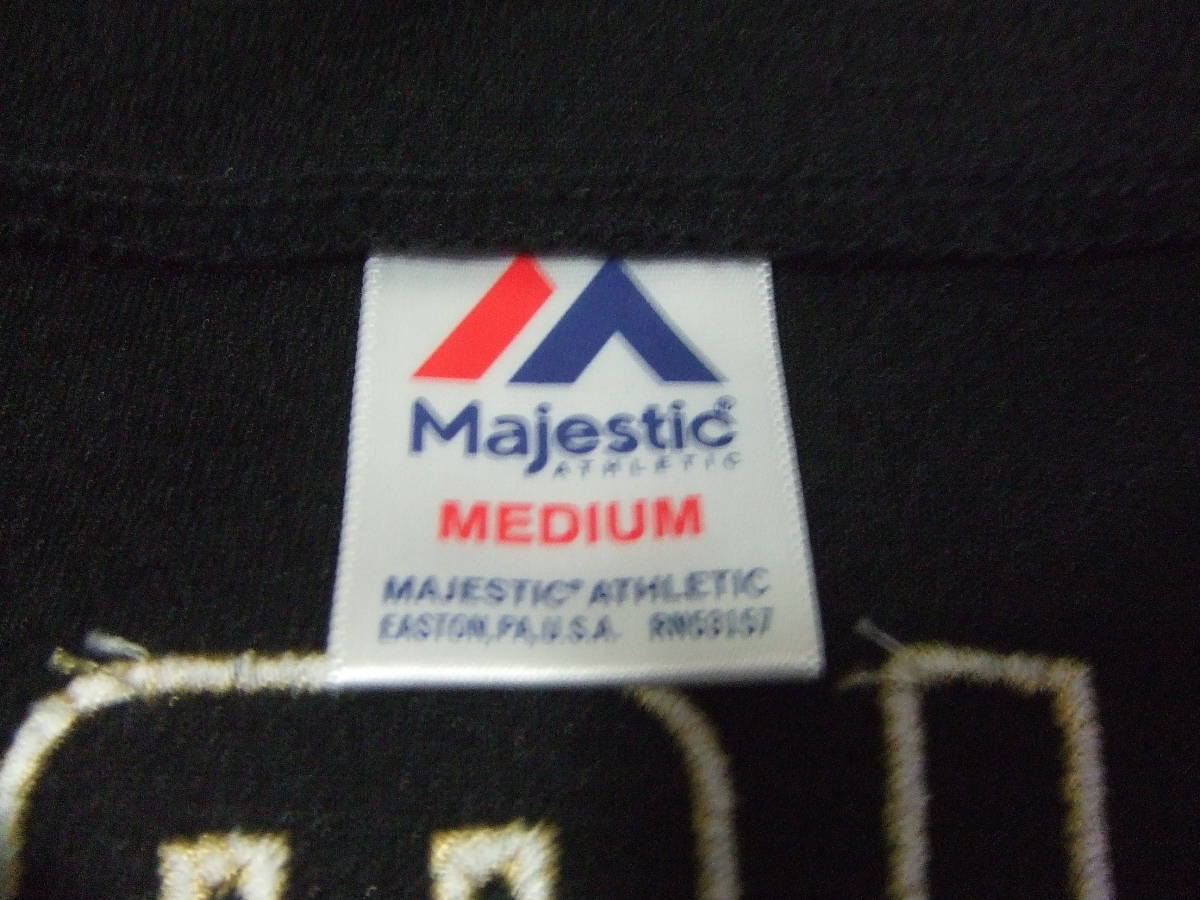 Majestic®
ATHLETIC
MEDIUM
MAJESTIC® ATHLETIC
EASTON, PA, U.S.A. RN53157